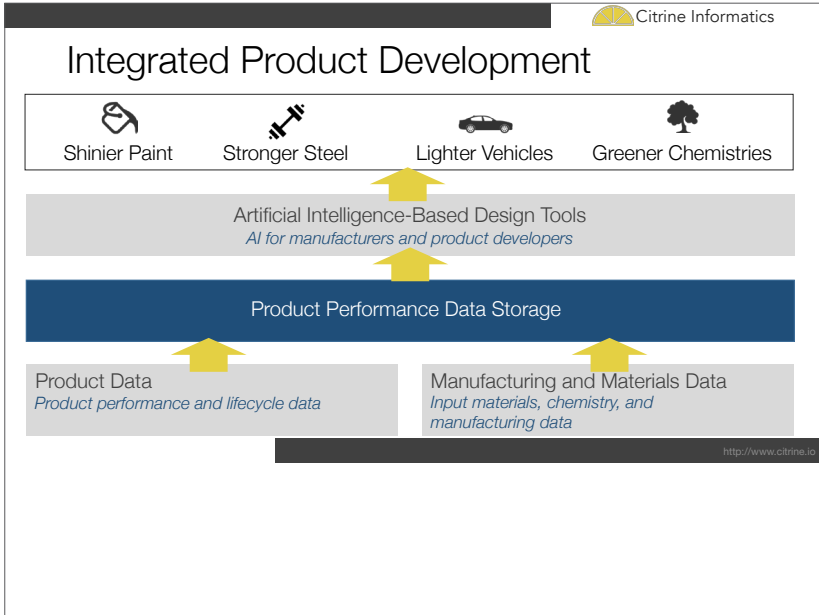 Citrine Informatics
Integrated Product Development
Shinier Paint
Stronger Steel
Lighter Vehicles
Greener Chemistries
Artificial Intelligence-Based Design Tools
AI for manufacturers and product developers
Product Performance Data Storage
Product Data
Product performance and lifecycle data
Manufacturing and Materials Data
Input materials, chemistry, and
manufacturing data
http://www.citrine.io